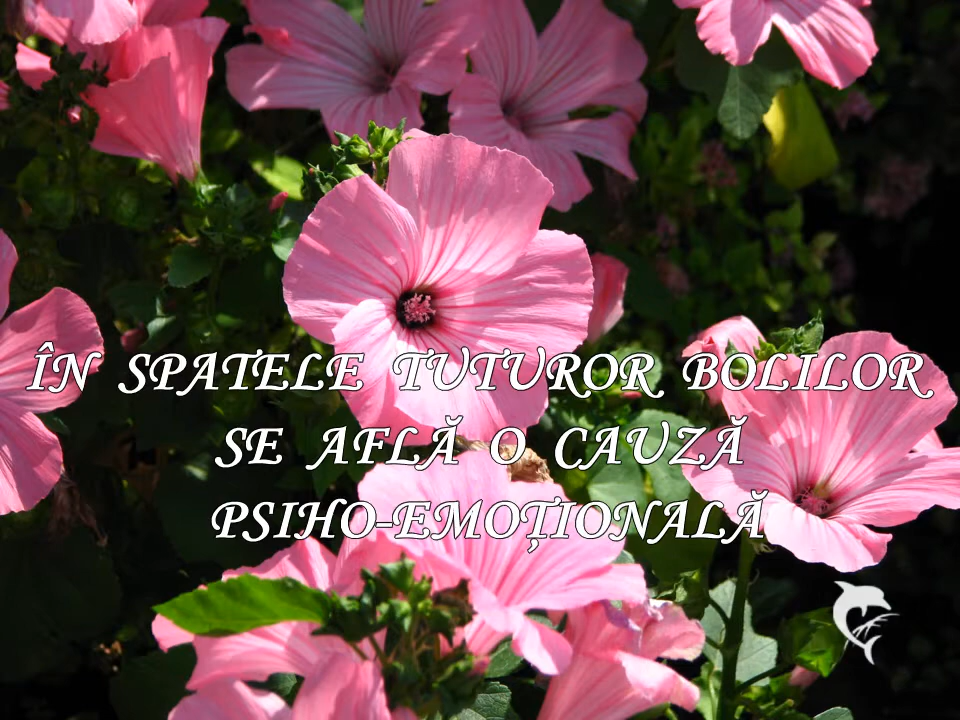 ÎN SPATELE TUTUROR BOLILOR
SE AFLĂ O CAUZĂ
PSIHO-EMOȚIONALĂ